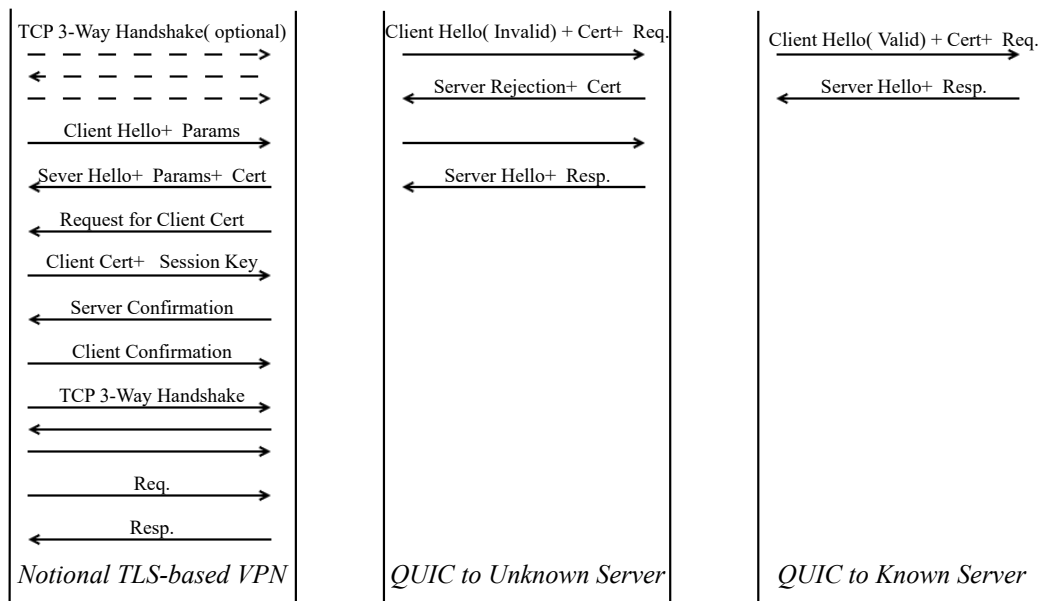 TCP 3-Way Handshake( optional)
Client Hello+ Params
Sever Hello+ Params+ Cert
Request for Client Cert
Client Cert+ Session Key
Server Confirmation
Client Confirmation
TCP 3-Way Handshake
Req.
Resp.
Notional TLS-based VPN
Client Hello( Invalid) + Cert+ Req.
Server Rejection+ Cert
Server Hello+ Resp.
QUIC to Unknown Server
Client Hello( Valid) + Cert+ Req.
Server Hello+ Resp.
QUIC to Known Server